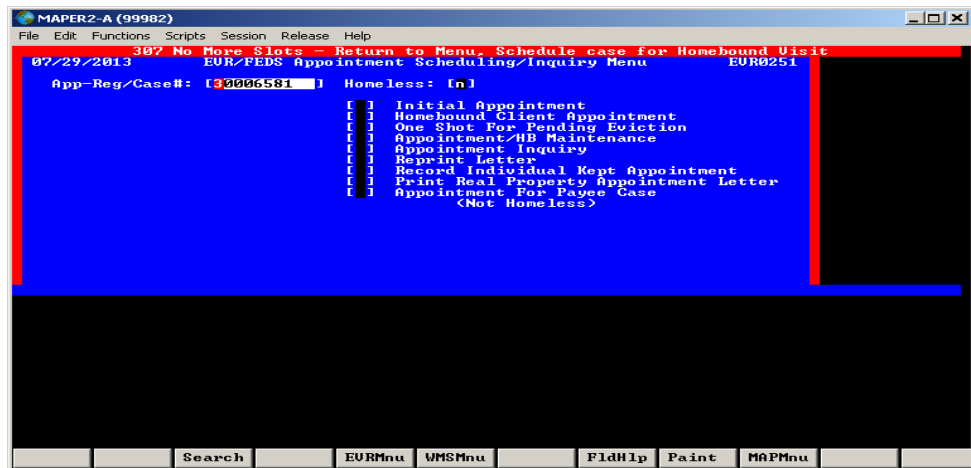 MAPER2-A (99982)
File Edit Functions Scripts Session Release Help
307 No More Slots - Return to Menu, Schedule case for Homebound Visit
07/29/2013 EVR/FEDS Appointment Scheduling/Inquiry Menu EVR0251
App-Reg/Case#: [30006581 ] Homeless: [n]
[ ] Initial Appointment
[ ] Homebound Client Appointment
[ ] One Shot For Pending Eviction
[ ] Appointment/HB Maintenance
[ ] Appointment Inquiry
[ ] Reprint Letter
[ ] Record Individual Kept Appointment
[ ] Print Real Property Appointment Letter
[ ] Appointment For Payee Case
<Not Homeless>
Search EVRMnu WMSMnu FldHlp Paint MAPMnu